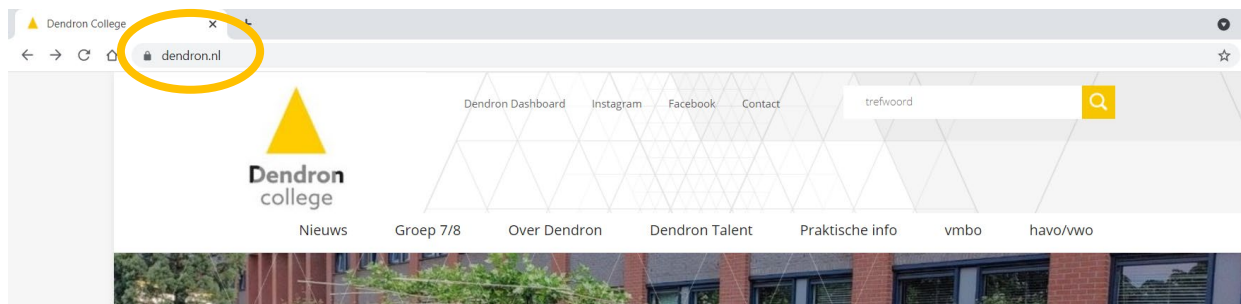 Dendron College
dendron.nl
Dendron Dashboard Instagram Facebook Contact trefwoord
Dendron
college
Nieuws Groep 7/8 Over Dendron Dendron Talent Praktische info vmbo havo/vwo